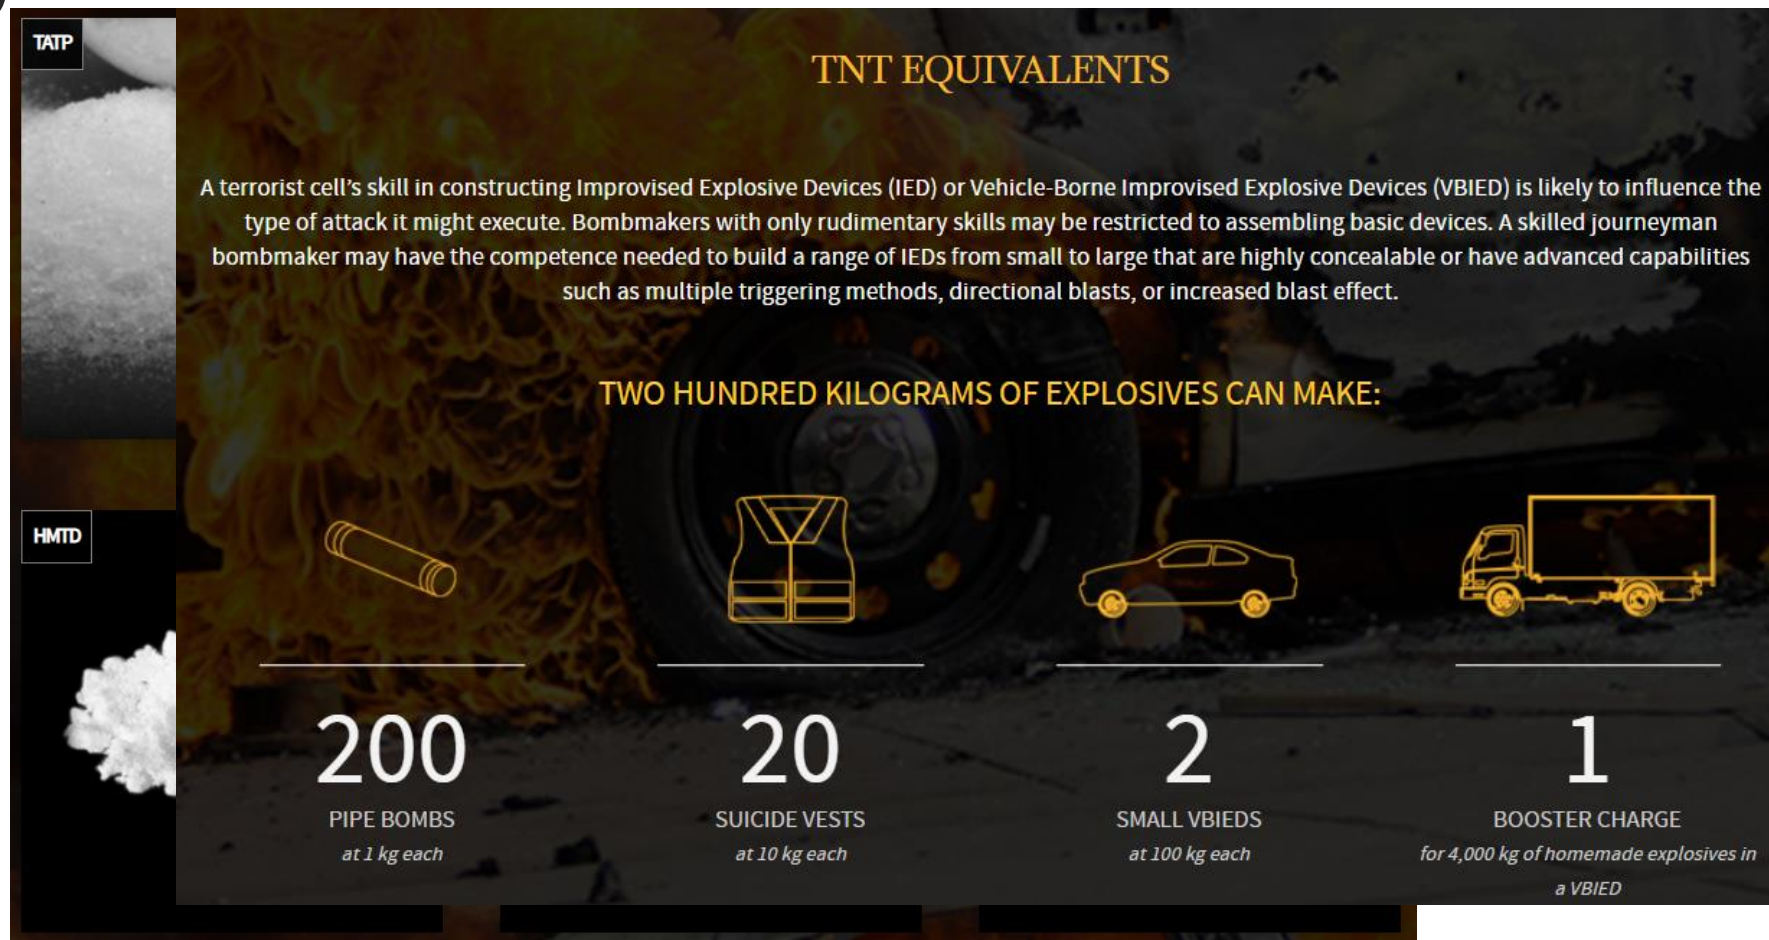 TATP
TNT EQUIVALENTS
A terrorist cell's skill in constructing Improvised Explosive Devices (IED) or Vehicle-Borne Improvised Explosive Devices (VBIED) is likely to influence the
type of attack it might execute. Bombmakers with only rudimentary skills may be restricted to assembling basic devices. A skilled journeyman
bombmaker may have the competence needed to build a range of IEDs from small to large that are highly concealable or have advanced capabilities
such as multiple triggering methods, directional blasts, or increased blast effect.
TWO HUNDRED KILOGRAMS OF EXPLOSIVES CAN MAKE:
HMTD
200
PIPE BOMBS
at 1 kg each
20
SUICIDE VESTS
at 10 kg each
2
SMALL VBIEDS
at 100 kg each
1
BOOSTER CHARGE
for 4,000 kg of homemade explosives in
a VBIED